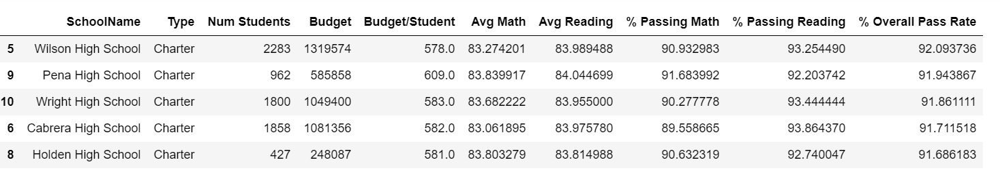 SchoolName Type Num Students Budget Budget/Student Avg Math Avg Reading % Passing Math % Passing Reading % Overall Pass Rate
5 Wilson High School Charter 2283 1319574 578.0 83.274201 83.989488 90.932983 93.254490 92.093736
9 Pena High School Charter 962 585858 609.0 83.839917 84.044699 91.683992 92.203742 91.943867
10 Wright High School Charter 1800 1049400 583.0 83.682222 83.955000 90.277778 93.444444 91.861111
6 Cabrera High School Charter 1858 1081356 582.0 83.061895 83.975780 89.558665 93.864370 91.711518
8 Holden High School Charter 427 248087 581.0 83.803279 83.814988 90.632319 92.740047 91.686183